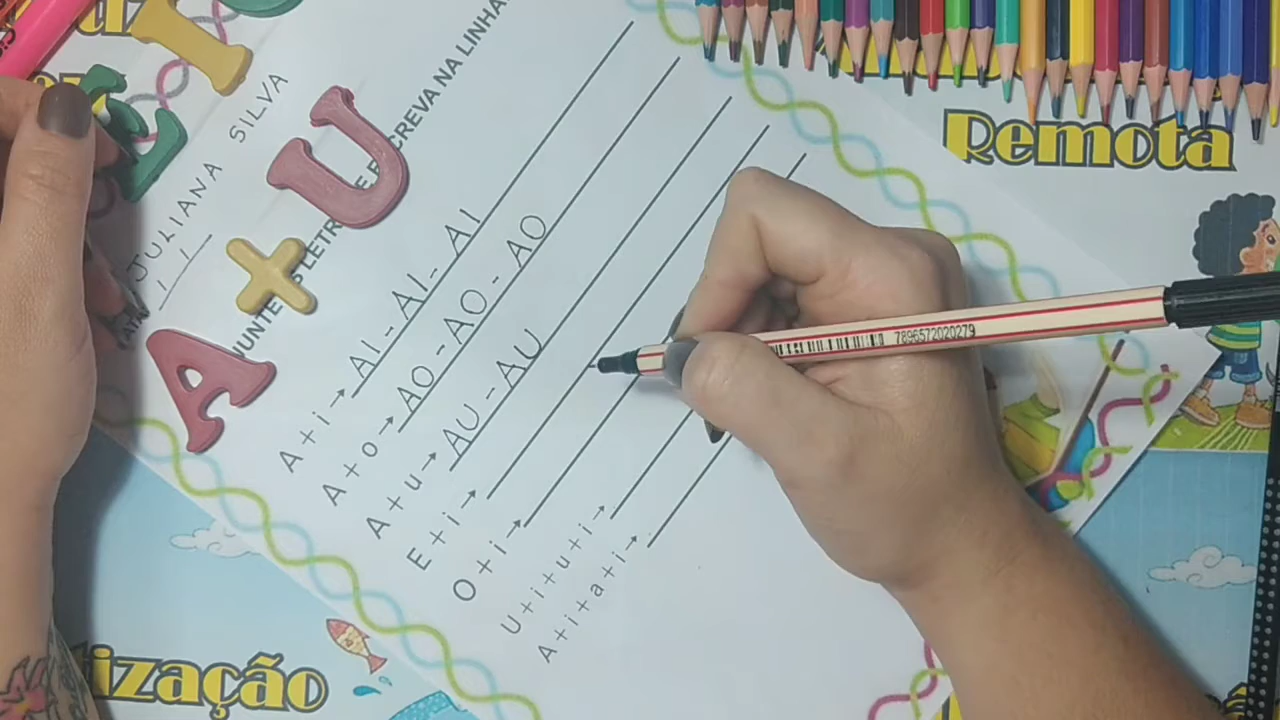 JULIANA SILVA
JUNTE AS LETRAS E ESCREVA NA LINHA
A + U
A + i → AI - AI - AI
A + o → AO - AO - AO
A + u → AU - AU
E + i →
O + i →
U + i + u + i →
A + i + a + i →
7896572020279
Remota